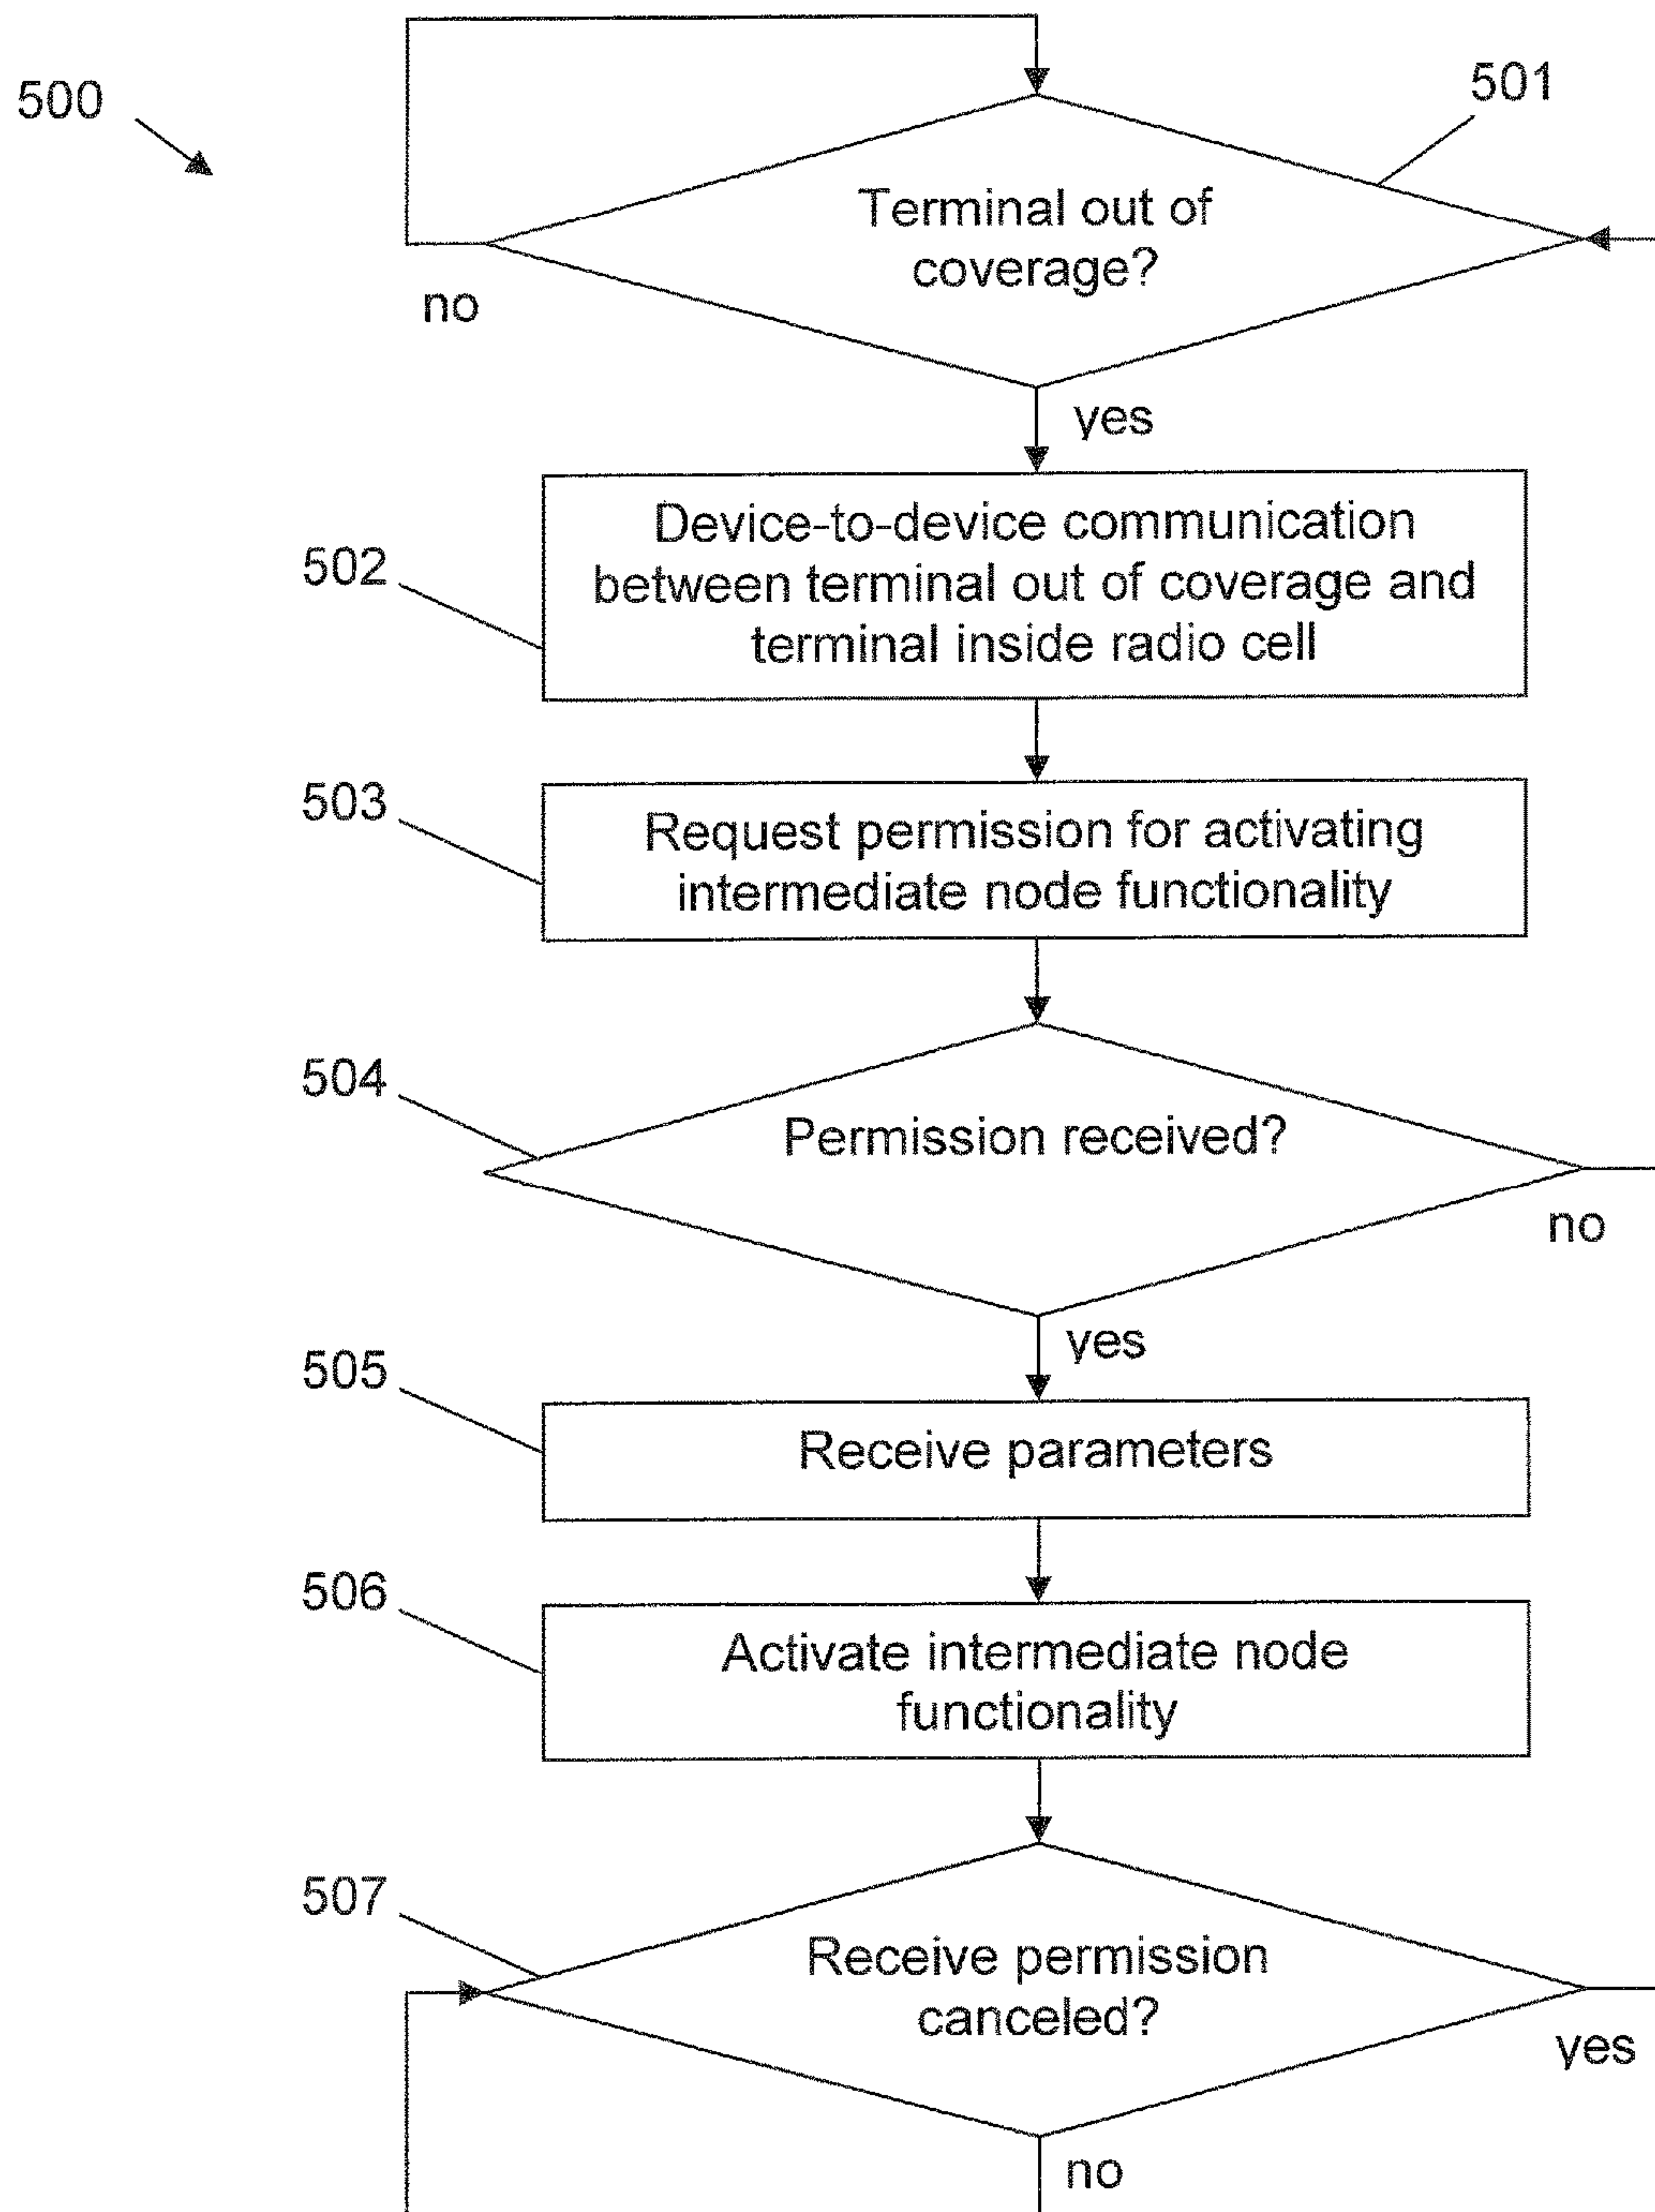 500
501
Terminal out of
coverage?
no
yes
502
Device-to-device communication
between terminal out of coverage and
terminal inside radio cell
503
Request permission for activating
intermediate node functionality
504
Permission received?
no
yes
505
Receive parameters
506
Activate intermediate node
functionality
507
Receive permission
canceled?
yes
no